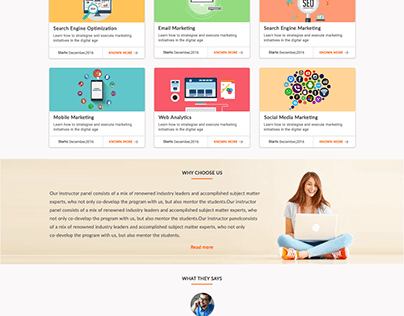 SEO
Search Engine Optimization
Learn how to strategise and execute marketing
initiatives in the digital age
Starts December,2016 KNOWN MORE
Email Marketing
Learn how to strategise and execute marketing
initiatives in the digital age
Starts December,2016 KNOWN MORE
Search Engine Marketing
Learn how to strategise and execute marketing
initiatives in the digital age
Starts December,2016 KNOWN MORE
Mobile Marketing
Learn how to strategise and execute marketing
initiatives in the digital age
Starts December,2016 KNOWN MORE
Web Analytics
Learn how to strategise and execute marketing
initiatives in the digital age
Starts December,2016 KNOWN MORE
Social Media Marketing
Learn how to strategise and execute marketing
initiatives in the digital age
Starts December,2016 KNOWN MORE
WHY CHOOSE US
Our instructor panel consists of a mix of renowned industry leaders and accomplished subject matter
experts, who not only co-develop the program with us, but also mentor the students.Our instructor
panel consists of a mix of renowned industry leaders and accomplished subject matter experts, who
not only co-develop the program with us, but also mentor the students.Our instructor panelconsists
of a mix of renowned industry leaders and accomplished subject matter experts, who not only
co-develop the program with us, but also mentor the students.
Read more
WHAT THEY SAYS